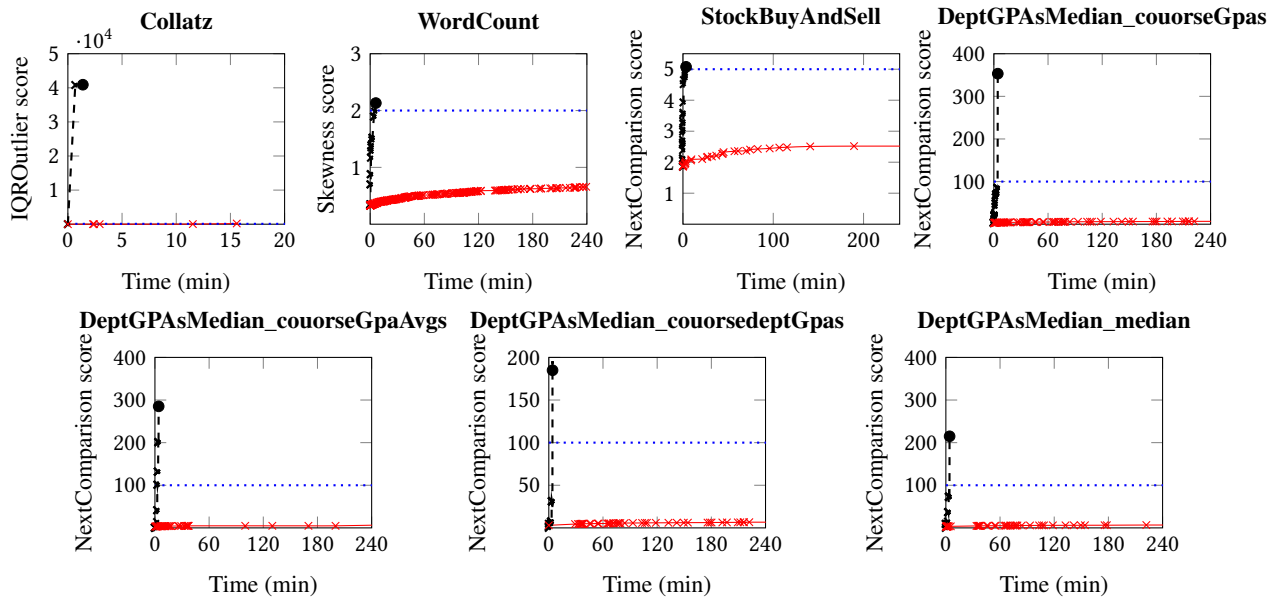 Collatz
·10⁴
IQROutlier score
5
4
3
2
1
0 5 10 15 20
Time (min)
WordCount
Skewness score
3
2
1
0 60 120 180 240
Time (min)
StockBuyAndSell
NextComparison score
5
4
3
2
1
0 100 200
Time (min)
DeptGPAsMedian_couorseGpas
NextComparison score
400
300
200
100
0 60 120 180 240
Time (min)
DeptGPAsMedian_couorseGpaAvgs
NextComparison score
400
300
200
100
0 60 120 180 240
Time (min)
DeptGPAsMedian_couorsedeptGpas
NextComparison score
200
150
100
50
0 60 120 180 240
Time (min)
DeptGPAsMedian_median
NextComparison score
400
300
200
100
0 60 120 180 240
Time (min)